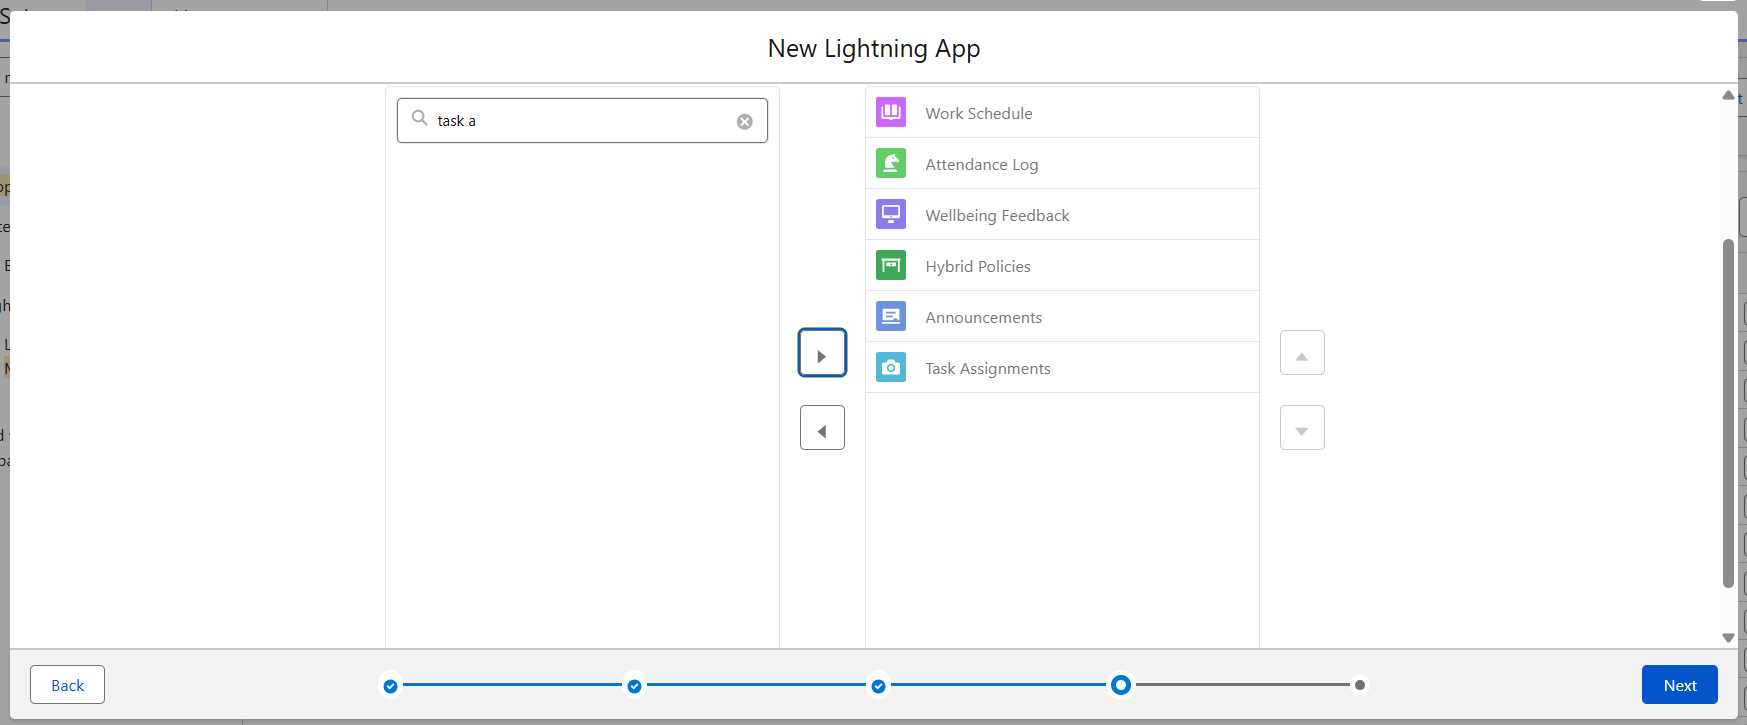 New Lightning App
task a
Work Schedule
Attendance Log
Wellbeing Feedback
Hybrid Policies
Announcements
Task Assignments
Back
Next